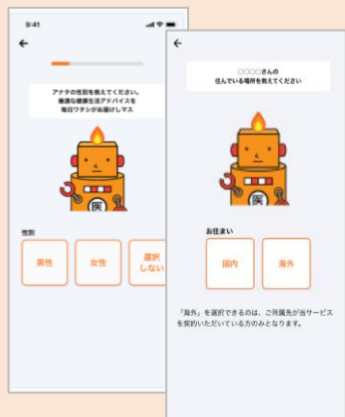 9:41
アナタの性別を教えてください。
最適な健康生活アドバイスを
毎日ワタシがお届けしマス
医
性別
男性
女性
選択
しない
○○○○さんの
住んでいる場所を教えてください
医
お住まい
国内
海外
「海外」を選択できるのは、ご所属先が当サービス
を契約いただいている方のみとなります。